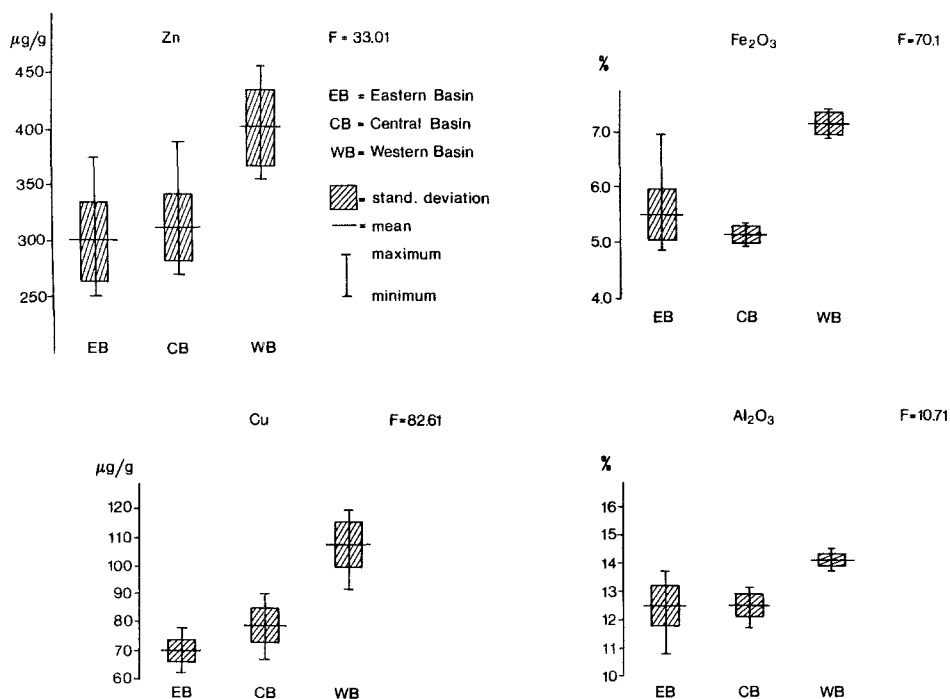 Zn F = 33.01
μg/g
450
400
350
300
250
EB CB WB
EB = Eastern Basin
CB = Central Basin
WB = Western Basin
= stand. deviation
= mean
maximum
minimum
Fe₂O₃ F=70.1
%
7.0
6.0
5.0
4.0
EB CB WB
Cu F=82.61
μg/g
120
110
100
90
80
70
60
EB CB WB
Al₂O₃ F=10.71
%
16
15
14
13
12
11
10
EB CB WB